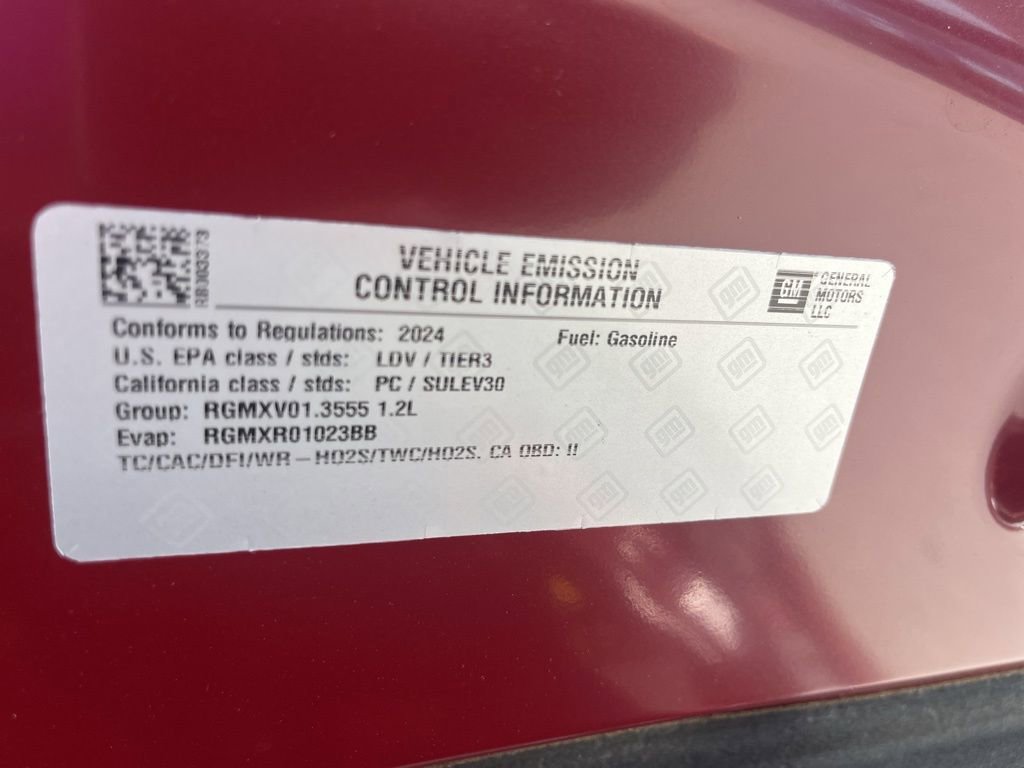 VEHICLE EMISSION
CONTROL INFORMATION
GM GENERAL
MOTORS
LLC
Conforms to Regulations: 2024 Fuel: Gasoline
U.S. EPA class / stds: LDV / TIER3
California class / stds: PC / SULEV30
Group: RGMXV01.3555 1.2L
Evap: RGMXR01023BB
TC/CAC/DFI/WR – HO2S/TWC/HO2S. CA OBD: II